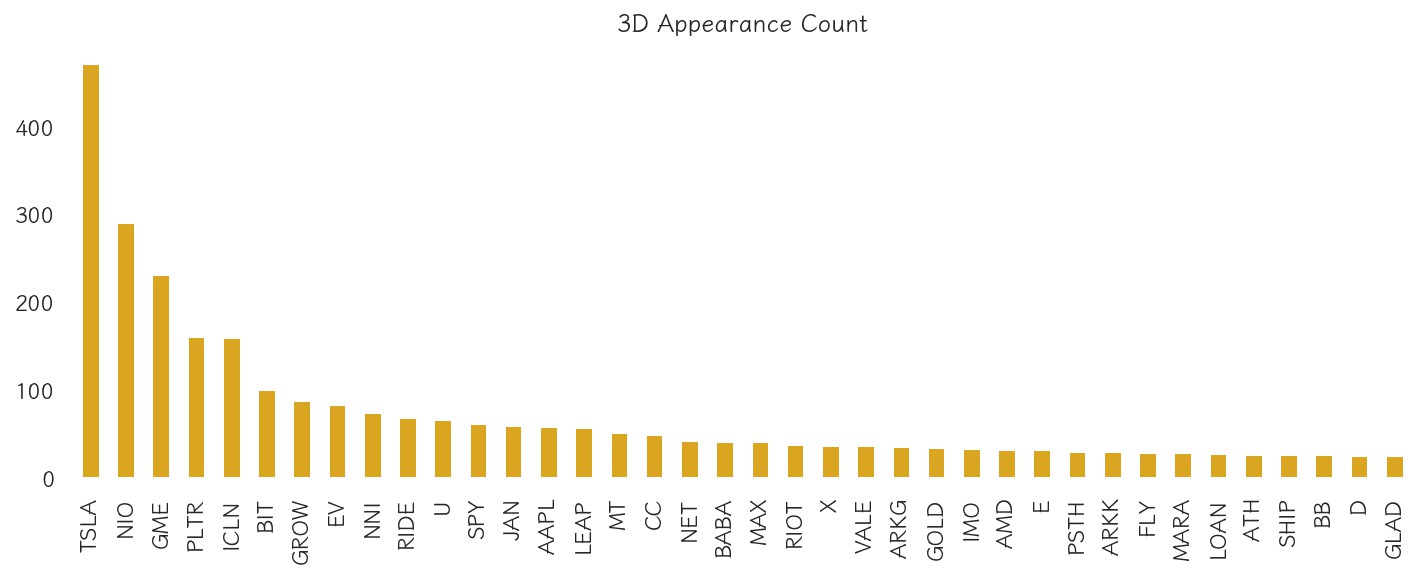 3D Appearance Count
400
300
200
100
0
TSLA
NIO
GME
PLTR
ICLN
BIT
GROW
EV
NNI
RIDE
U
SPY
JAN
AAPL
LEAP
MT
CC
NET
BABA
MAX
RIOT
X
VALE
ARKG
GOLD
IMO
AMD
E
PSTH
ARKK
FLY
MARA
LOAN
ATH
SHIP
BB
D
GLAD